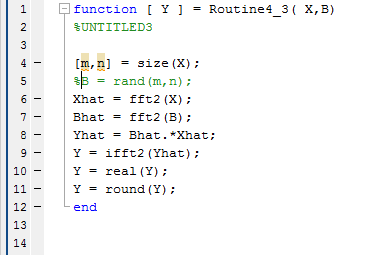 1 function [ Y ] = Routine4_3( X,B)
2 %UNTITLED3
3
4 [m,n] = size(X);
5 %B = rand(m,n);
6 Xhat = fft2(X);
7 Bhat = fft2(B);
8 Yhat = Bhat.*Xhat;
9 Y = ifft2(Yhat);
10 Y = real(Y);
11 Y = round(Y);
12 end
13
14